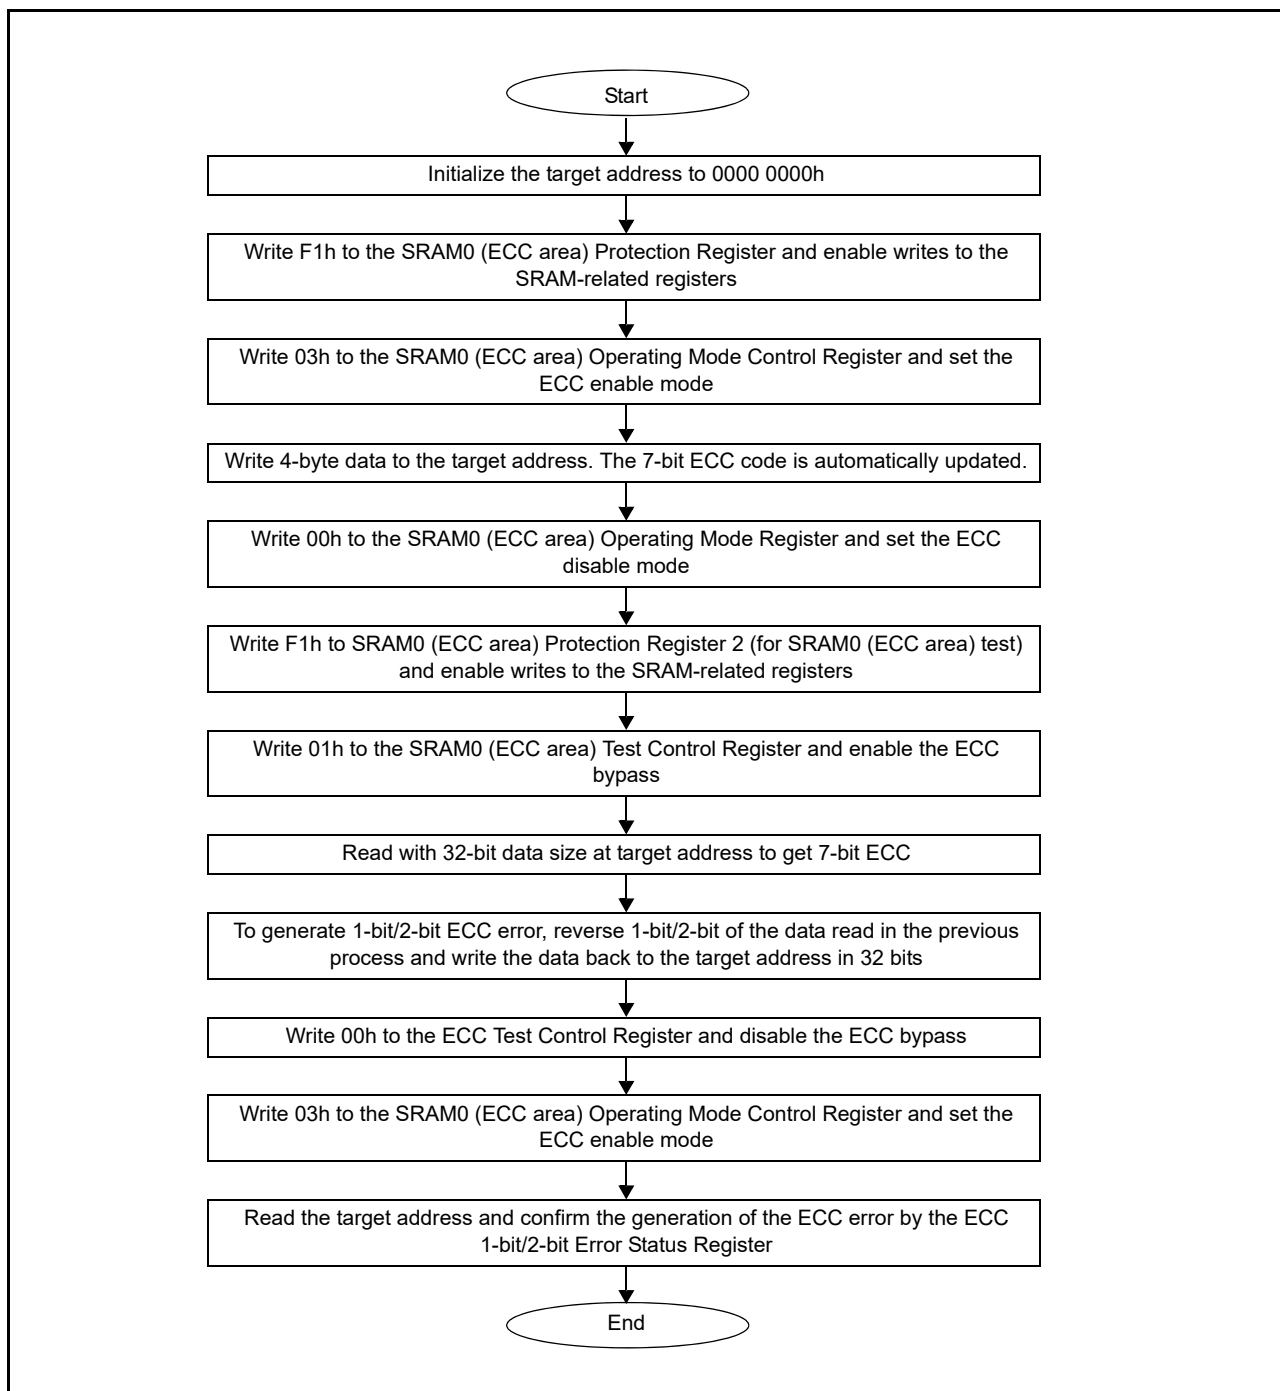 Start
Initialize the target address to 0000 0000h
Write F1h to the SRAM0 (ECC area) Protection Register and enable writes to the
SRAM-related registers
Write 03h to the SRAM0 (ECC area) Operating Mode Control Register and set the
ECC enable mode
Write 4-byte data to the target address. The 7-bit ECC code is automatically updated.
Write 00h to the SRAM0 (ECC area) Operating Mode Register and set the ECC
disable mode
Write F1h to SRAM0 (ECC area) Protection Register 2 (for SRAM0 (ECC area) test)
and enable writes to the SRAM-related registers
Write 01h to the SRAM0 (ECC area) Test Control Register and enable the ECC
bypass
Read with 32-bit data size at target address to get 7-bit ECC
To generate 1-bit/2-bit ECC error, reverse 1-bit/2-bit of the data read in the previous
process and write the data back to the target address in 32 bits
Write 00h to the ECC Test Control Register and disable the ECC bypass
Write 03h to the SRAM0 (ECC area) Operating Mode Control Register and set the
ECC enable mode
Read the target address and confirm the generation of the ECC error by the ECC
1-bit/2-bit Error Status Register
End